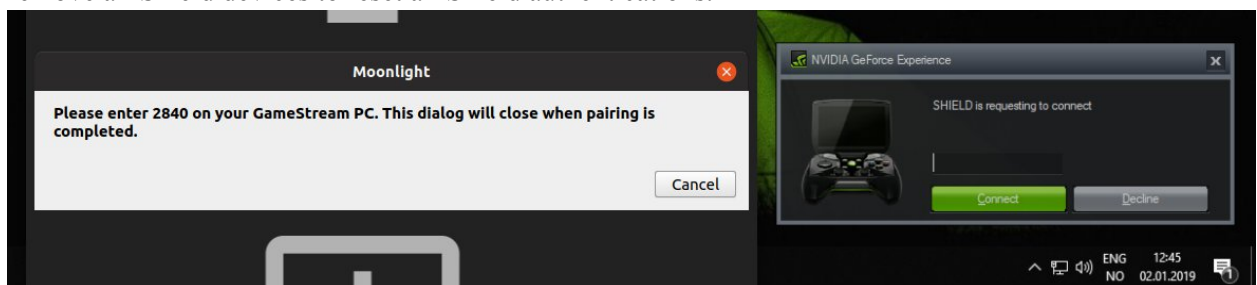 Moonlight
Please enter 2840 on your GameStream PC. This dialog will close when pairing is
completed.
Cancel
NVIDIA GeForce Experience
SHIELD is requesting to connect
Connect
Decline
ENG 12:45
NO 02.01.2019
1